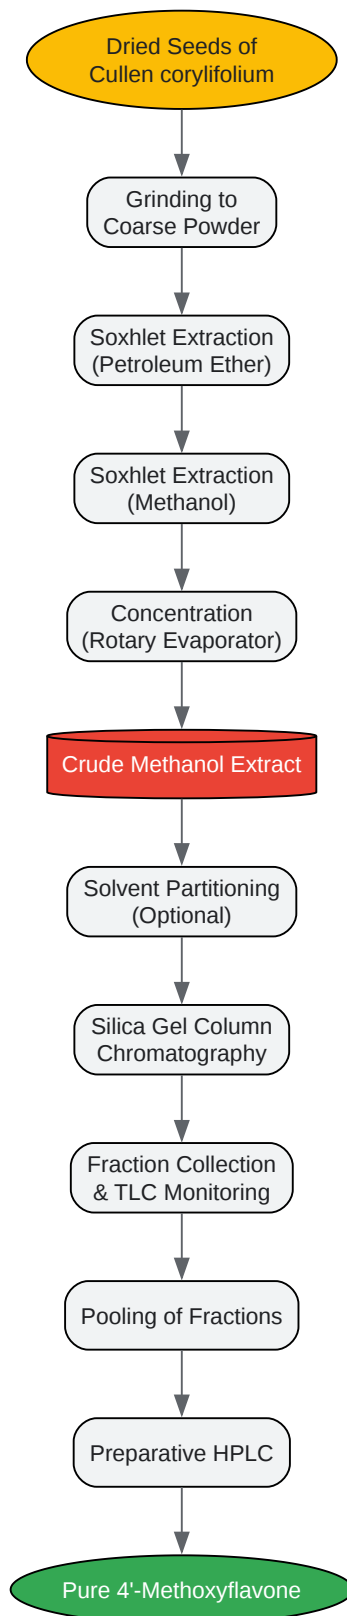 Dried Seeds of
Cullen corylifolium
Grinding to
Coarse Powder
Soxhlet Extraction
(Petroleum Ether)
Soxhlet Extraction
(Methanol)
Concentration
(Rotary Evaporator)
Crude Methanol Extract
Solvent Partitioning
(Optional)
Silica Gel Column
Chromatography
Fraction Collection
& TLC Monitoring
Pooling of Fractions
Preparative HPLC
Pure 4'-Methoxyflavone